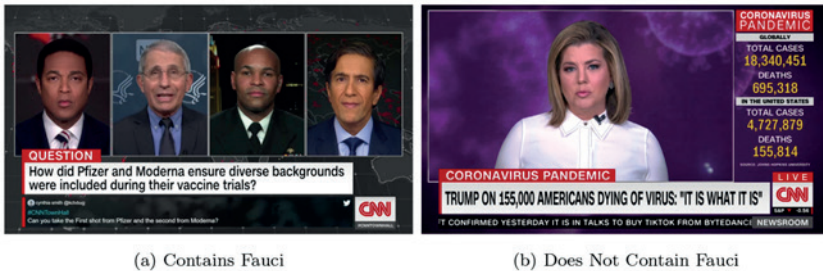 QUESTION
How did Pfizer and Moderna ensure diverse backgrounds
were included during their vaccine trials?
#CNNTownHall
Can you take the First shot from Pfizer and the second from Moderna?
CNN
(a) Contains Fauci
CORONAVIRUS
PANDEMIC
GLOBALLY
TOTAL CASES
18,340,451
DEATHS
695,318
IN THE UNITED STATES
TOTAL CASES
4,727,879
DEATHS
155,814
CORONAVIRUS PANDEMIC
TRUMP ON 155,000 AMERICANS DYING OF VIRUS: "IT IS WHAT IT IS"
LIVE
CNN
T CONFIRMED YESTERDAY IT IS IN TALKS TO BUY TIKTOK FROM BYTEDANC
NEWSROOM
(b) Does Not Contain Fauci